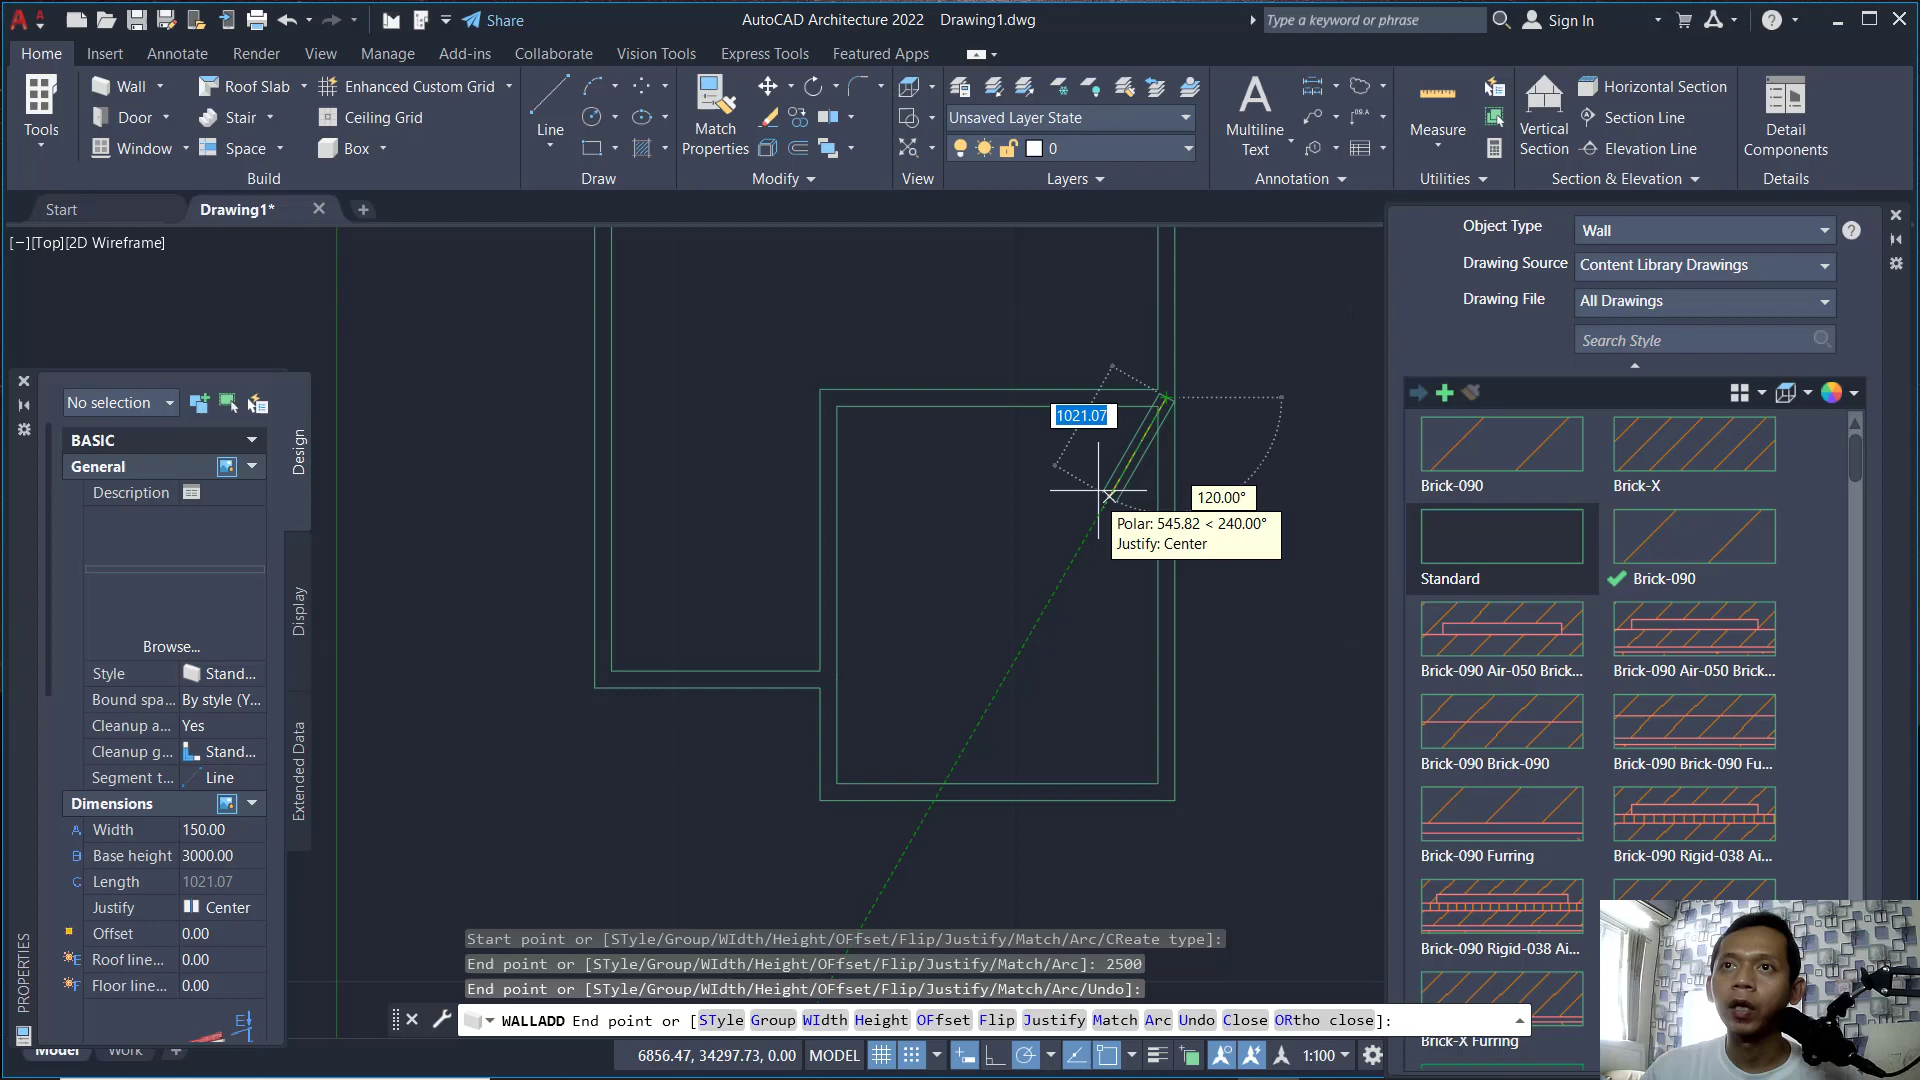 Share
AutoCAD Architecture 2022 Drawing1.dwg
Type a keyword or phrase
Sign In
Home Insert Annotate Render View Manage Add-ins Collaborate Vision Tools Express Tools Featured Apps
Tools
Wall
Door
Window
Roof Slab
Stair
Space
Enhanced Custom Grid
Ceiling Grid
Box
Build
Line
Draw
Match
Properties
Modify
View
Unsaved Layer State
0
Layers
Multiline
Text
Annotation
Measure
Utilities
Vertical
Section
Horizontal Section
Section Line
Elevation Line
Section & Elevation
Detail
Components
Details
Start
Drawing1*
[−][Top][2D Wireframe]
Object Type Wall
Drawing Source Content Library Drawings
Drawing File All Drawings
Search Style
No selection
BASIC
General
Description
Browse...
Style Stand...
Bound spa... By style (Y...
Cleanup a... Yes
Cleanup g... Stand...
Segment t... Line
Dimensions
A Width 150.00
B Base height 3000.00
C Length 1021.07
Justify Center
Offset 0.00
E Roof line... 0.00
F Floor line... 0.00
E
Design
Display
Extended Data
PROPERTIES
1021.07
120.00°
Polar: 545.82 < 240.00°
Justify: Center
Brick-090
Brick-X
Standard
Brick-090
Brick-090 Air-050 Brick...
Brick-090 Air-050 Brick...
Brick-090 Brick-090
Brick-090 Brick-090 Fu...
Brick-090 Furring
Brick-090 Rigid-038 Ai...
Brick-090 Rigid-038 Ai...
Brick-X Furring
Start point or [STyle/Group/WIdth/Height/OFfset/Flip/Justify/Match/Arc/CReate type]:
End point or [STyle/Group/WIdth/Height/OFfset/Flip/Justify/Match/Arc]: 2500
End point or [STyle/Group/WIdth/Height/OFfset/Flip/Justify/Match/Arc/Undo]:
WALLADD End point or [STyle Group WIdth Height OFfset Flip Justify Match Arc Undo Close ORtho close]:
Model Work
6856.47, 34297.73, 0.00 MODEL
1:100